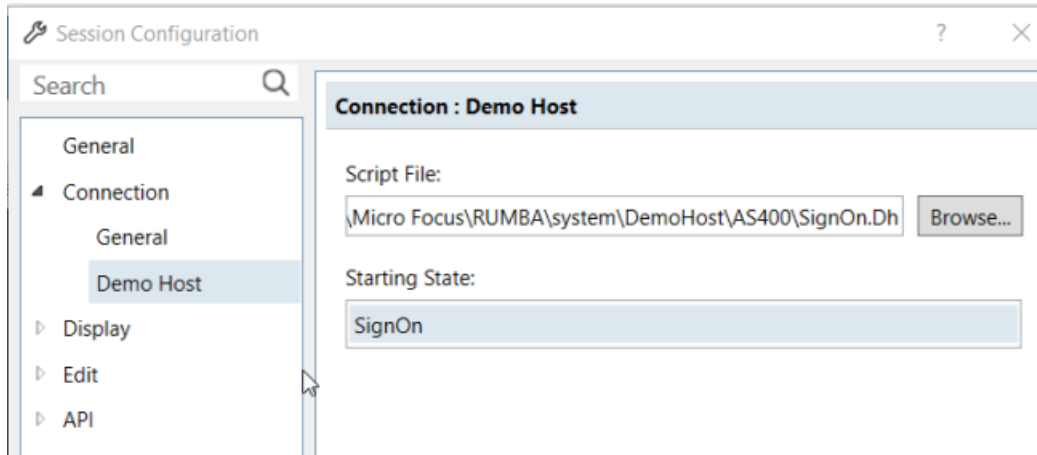 Session Configuration
?
Search
General
Connection
General
Demo Host
Display
Edit
API
Connection : Demo Host
Script File:
\Micro Focus\RUMBA\system\DemoHost\AS400\SignOn.Dh
Browse...
Starting State:
SignOn